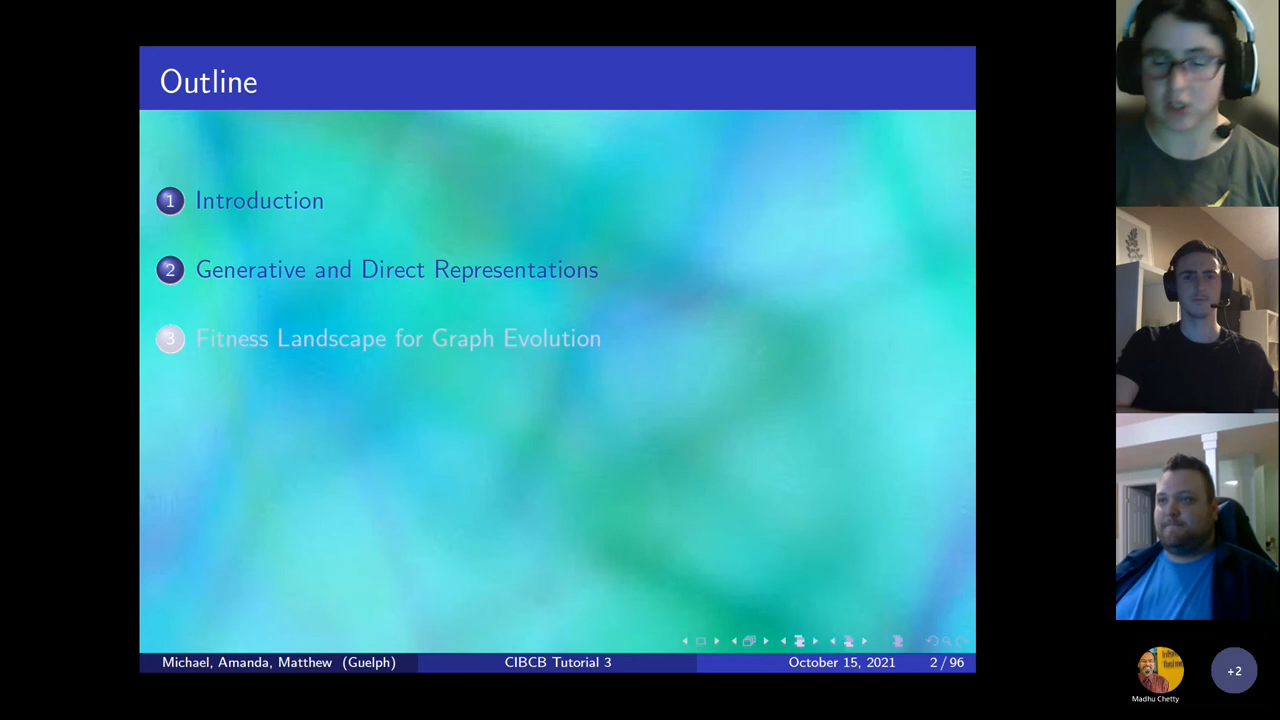 Outline
1 Introduction
2 Generative and Direct Representations
3 Fitness Landscape for Graph Evolution
Michael, Amanda, Matthew (Guelph) CIBCB Tutorial 3 October 15, 2021 2 / 96
Madhu Chetty
+2